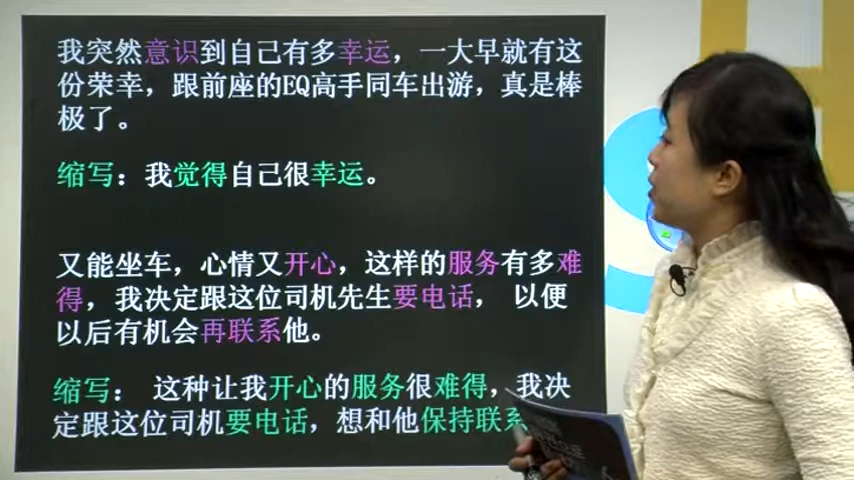 我突然意识到自己有多幸运，一大早就有这
份荣幸，跟前座的EQ高手同车出游，真是棒
极了。
缩写：我觉得自己很幸运。
又能坐车，心情又开心，这样的服务有多难
得，我决定跟这位司机先生要电话， 以便
以后有机会再联系他。
缩写： 这种让我开心的服务很难得，我决
定跟这位司机要电话，想和他保持联系